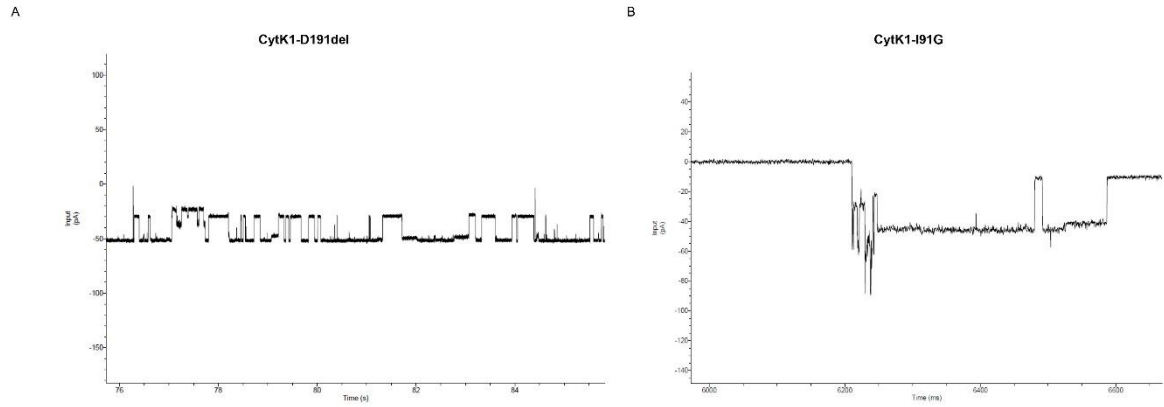 A
CytK1-D191del
100
50
0
-50
-100
-150
Input
(pA)
76
78
80
82
84
Time (s)
B
CytK1-I91G
40
20
0
-20
-40
-60
-80
-100
-120
-140
Input
(pA)
6000
6200
6400
6600
Time (ms)